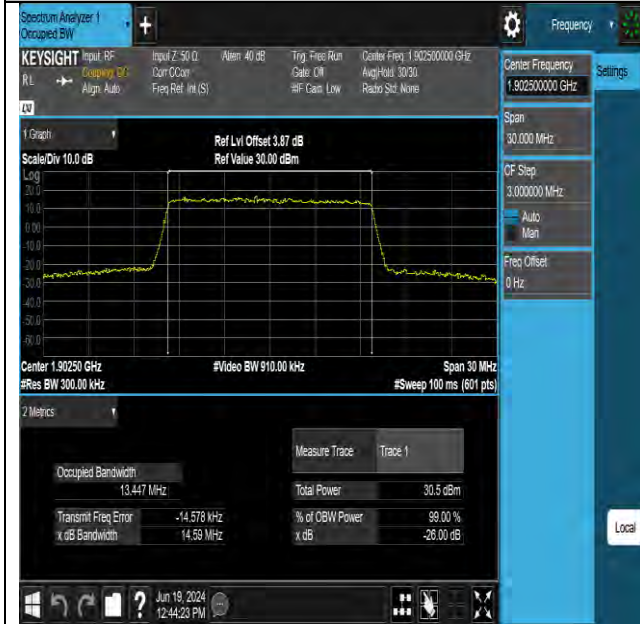 Spectrum Analyzer 1
Occupied BW
+
Frequency
KEYSIGHT
Input: RF
Coupling: DC
Align: Auto
Input Z: 50 Ω
Corr CCorr
Freq Ref: Int (S)
Atten: 40 dB
Trig: Free Run
Gate: Off
#IF Gain: Low
Center Freq: 1.902500000 GHz
Avg|Hold: 30/30
Radio Std: None
RL
LXI
Center Frequency
1.902500000 GHz
Settings
Span
30.000 MHz
CF Step
3.000000 MHz
Auto
Man
Freq Offset
0 Hz
1 Graph
Scale/Div 10.0 dB
Ref Lvl Offset 3.87 dB
Ref Value 30.00 dBm
Log
20.0
10.0
0.00
-10.0
-20.0
-30.0
-40.0
-50.0
-60.0
Center 1.90250 GHz
#Video BW 910.00 kHz
Span 30 MHz
#Res BW 300.00 kHz
#Sweep 100 ms (601 pts)
2 Metrics
Measure Trace
Trace 1
Occupied Bandwidth
13.447 MHz
Total Power
30.5 dBm
Transmit Freq Error
-14.578 kHz
% of OBW Power
99.00 %
x dB Bandwidth
14.59 MHz
x dB
-26.00 dB
Local
?
Jun 19, 2024
12:44:23 PM